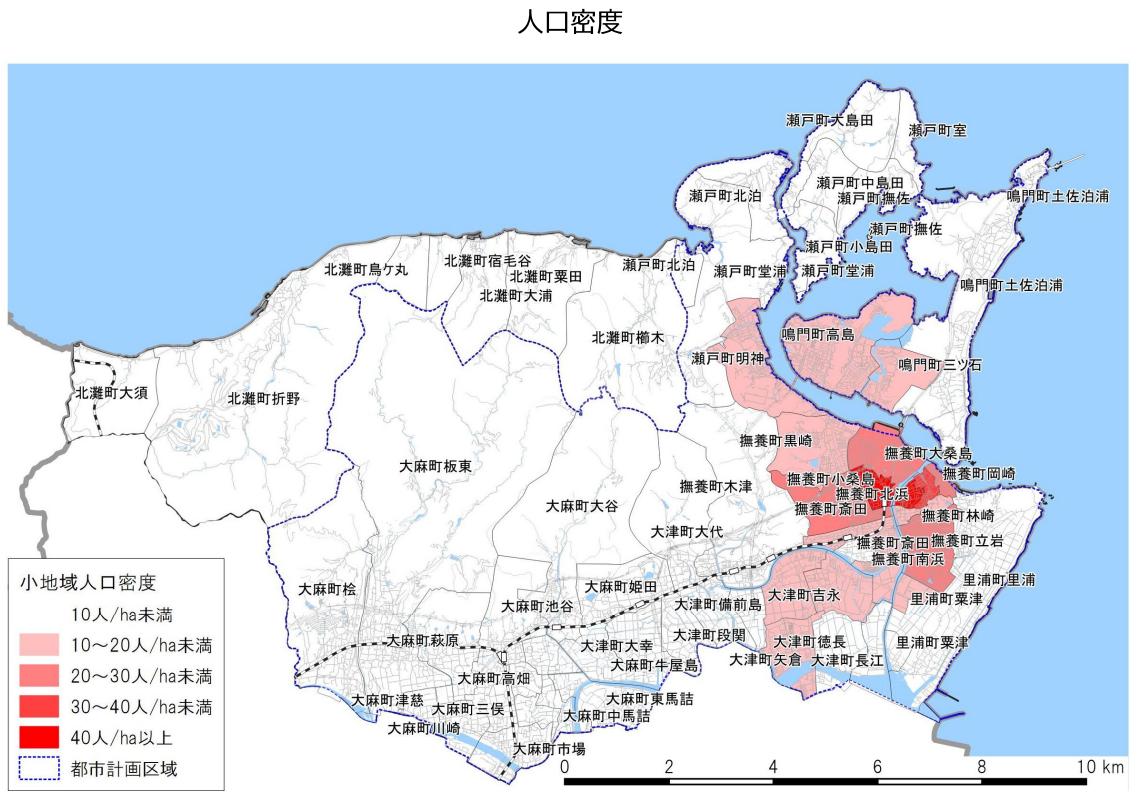 人口密度
瀬戸町大島田
瀬戸町室
瀬戸町中島田
瀬戸町北泊
瀬戸町撫佐
鳴門町土佐泊浦
瀬戸町撫佐
瀬戸町小島田
北灘町鳥ケ丸
北灘町宿毛谷
北灘町粟田
瀬戸町北泊
瀬戸町堂浦
瀬戸町堂浦
鳴門町土佐泊浦
北灘町大浦
北灘町櫛木
鳴門町高島
瀬戸町明神
鳴門町三ツ石
北灘町大須
北灘町折野
撫養町黒崎
撫養町大桑島
大麻町板東
撫養町岡崎
撫養町小桑島
撫養町木津
撫養町北浜
大麻町大谷
撫養町斎田
撫養町林崎
大津町大代
撫養町斎田
撫養町立岩
撫養町南浜
里浦町里浦
大麻町桧
大麻町姫田
大津町吉永
里浦町粟津
大麻町池谷
大津町備前島
大麻町萩原
大津町大幸
大津町段関
大津町徳長
里浦町粟津
大麻町牛屋島
大津町矢倉
大津町長江
大麻町高畑
大麻町津慈
大麻町三俣
大麻町東馬詰
大麻町中馬詰
大麻町川崎
大麻町市場
小地域人口密度
10人/ha未満
10～20人/ha未満
20～30人/ha未満
30～40人/ha未満
40人/ha以上
都市計画区域
0 2 4 6 8 10 km